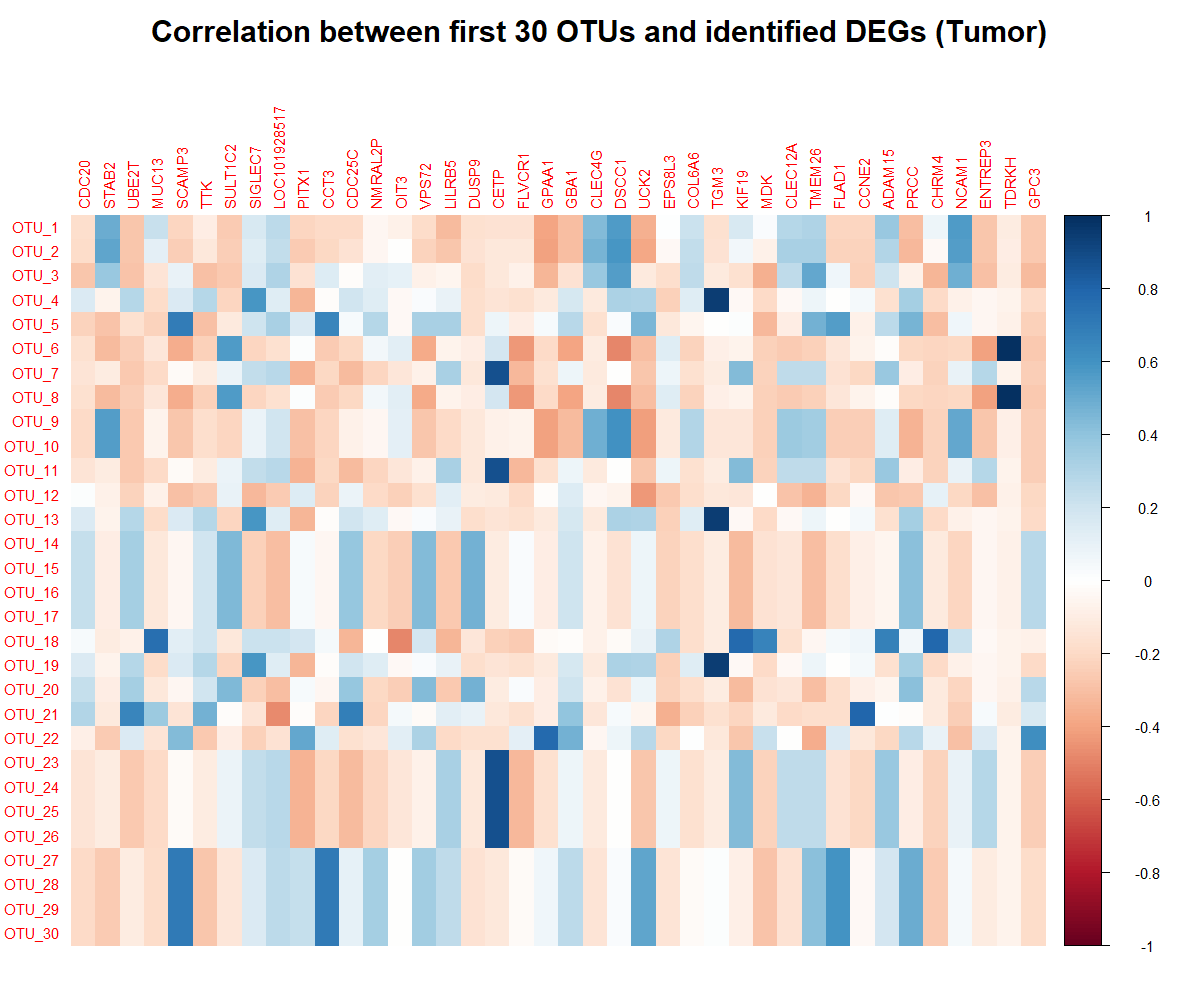 Correlation between first 30 OTUs and identified DEGs (Tumor)
CDC20 STAB2 UBE2T MUC13 SCAMP3 TTK SULT1C2 SIGLEC7 LOC101928517 PITX1 CCT3 CDC25C NMRAL2P OIT3 VPS72 LILRB5 DUSP9 CETP FLVCR1 GPAA1 GBA1 CLEC4G DSCC1 UCK2 EPS8L3 COL6A6 TGM3 KIF19 MDK CLEC12A TMEM26 FLAD1 CCNE2 ADAM15 PRCC CHRM4 NCAM1 ENTREP3 TDRKH GPC3
OTU_1
OTU_2
OTU_3
OTU_4
OTU_5
OTU_6
OTU_7
OTU_8
OTU_9
OTU_10
OTU_11
OTU_12
OTU_13
OTU_14
OTU_15
OTU_16
OTU_17
OTU_18
OTU_19
OTU_20
OTU_21
OTU_22
OTU_23
OTU_24
OTU_25
OTU_26
OTU_27
OTU_28
OTU_29
OTU_30
1
0.8
0.6
0.4
0.2
0
-0.2
-0.4
-0.6
-0.8
-1